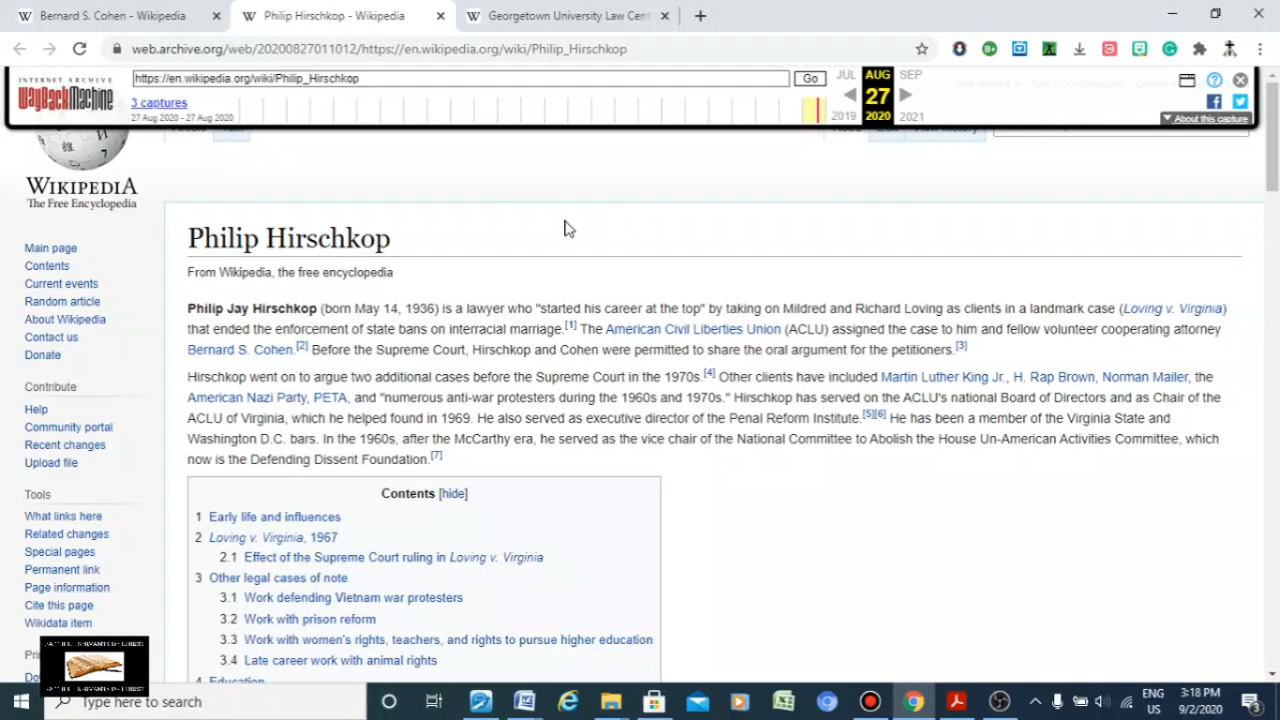 Bernard S. Cohen - Wikipedia
Philip Hirschkop - Wikipedia
Georgetown University Law Cent
web.archive.org/web/20200827011012/https://en.wikipedia.org/wiki/Philip_Hirschkop
INTERNET ARCHIVE
WayBackMachine
https://en.wikipedia.org/wiki/Philip_Hirschkop
Go
JUL AUG SEP
3 captures
27
27 Aug 2020 - 27 Aug 2020
2019 2020 2021
About this capture
WIKIPEDIA
The Free Encyclopedia
Main page
Contents
Current events
Random article
About Wikipedia
Contact us
Donate
Contribute
Help
Community portal
Recent changes
Upload file
Tools
What links here
Related changes
Special pages
Permanent link
Page information
Cite this page
Wikidata item
Philip Hirschkop
From Wikipedia, the free encyclopedia
Philip Jay Hirschkop (born May 14, 1936) is a lawyer who "started his career at the top" by taking on Mildred and Richard Loving as clients in a landmark case (Loving v. Virginia)
that ended the enforcement of state bans on interracial marriage.[1] The American Civil Liberties Union (ACLU) assigned the case to him and fellow volunteer cooperating attorney
Bernard S. Cohen.[2] Before the Supreme Court, Hirschkop and Cohen were permitted to share the oral argument for the petitioners.[3]
Hirschkop went on to argue two additional cases before the Supreme Court in the 1970s.[4] Other clients have included Martin Luther King Jr., H. Rap Brown, Norman Mailer, the
American Nazi Party, PETA, and "numerous anti-war protesters during the 1960s and 1970s." Hirschkop has served on the ACLU's national Board of Directors and as Chair of the
ACLU of Virginia, which he helped found in 1969. He also served as executive director of the Penal Reform Institute.[5][6] He has been a member of the Virginia State and
Washington D.C. bars. In the 1960s, after the McCarthy era, he served as the vice chair of the National Committee to Abolish the House Un-American Activities Committee, which
now is the Defending Dissent Foundation.[7]
Contents [hide]
1 Early life and influences
2 Loving v. Virginia, 1967
2.1 Effect of the Supreme Court ruling in Loving v. Virginia
3 Other legal cases of note
3.1 Work defending Vietnam war protesters
3.2 Work with prison reform
3.3 Work with women's rights, teachers, and rights to pursue higher education
3.4 Late career work with animal rights
4 Education
Type here to search
ENG
US
3:18 PM
9/2/2020
3